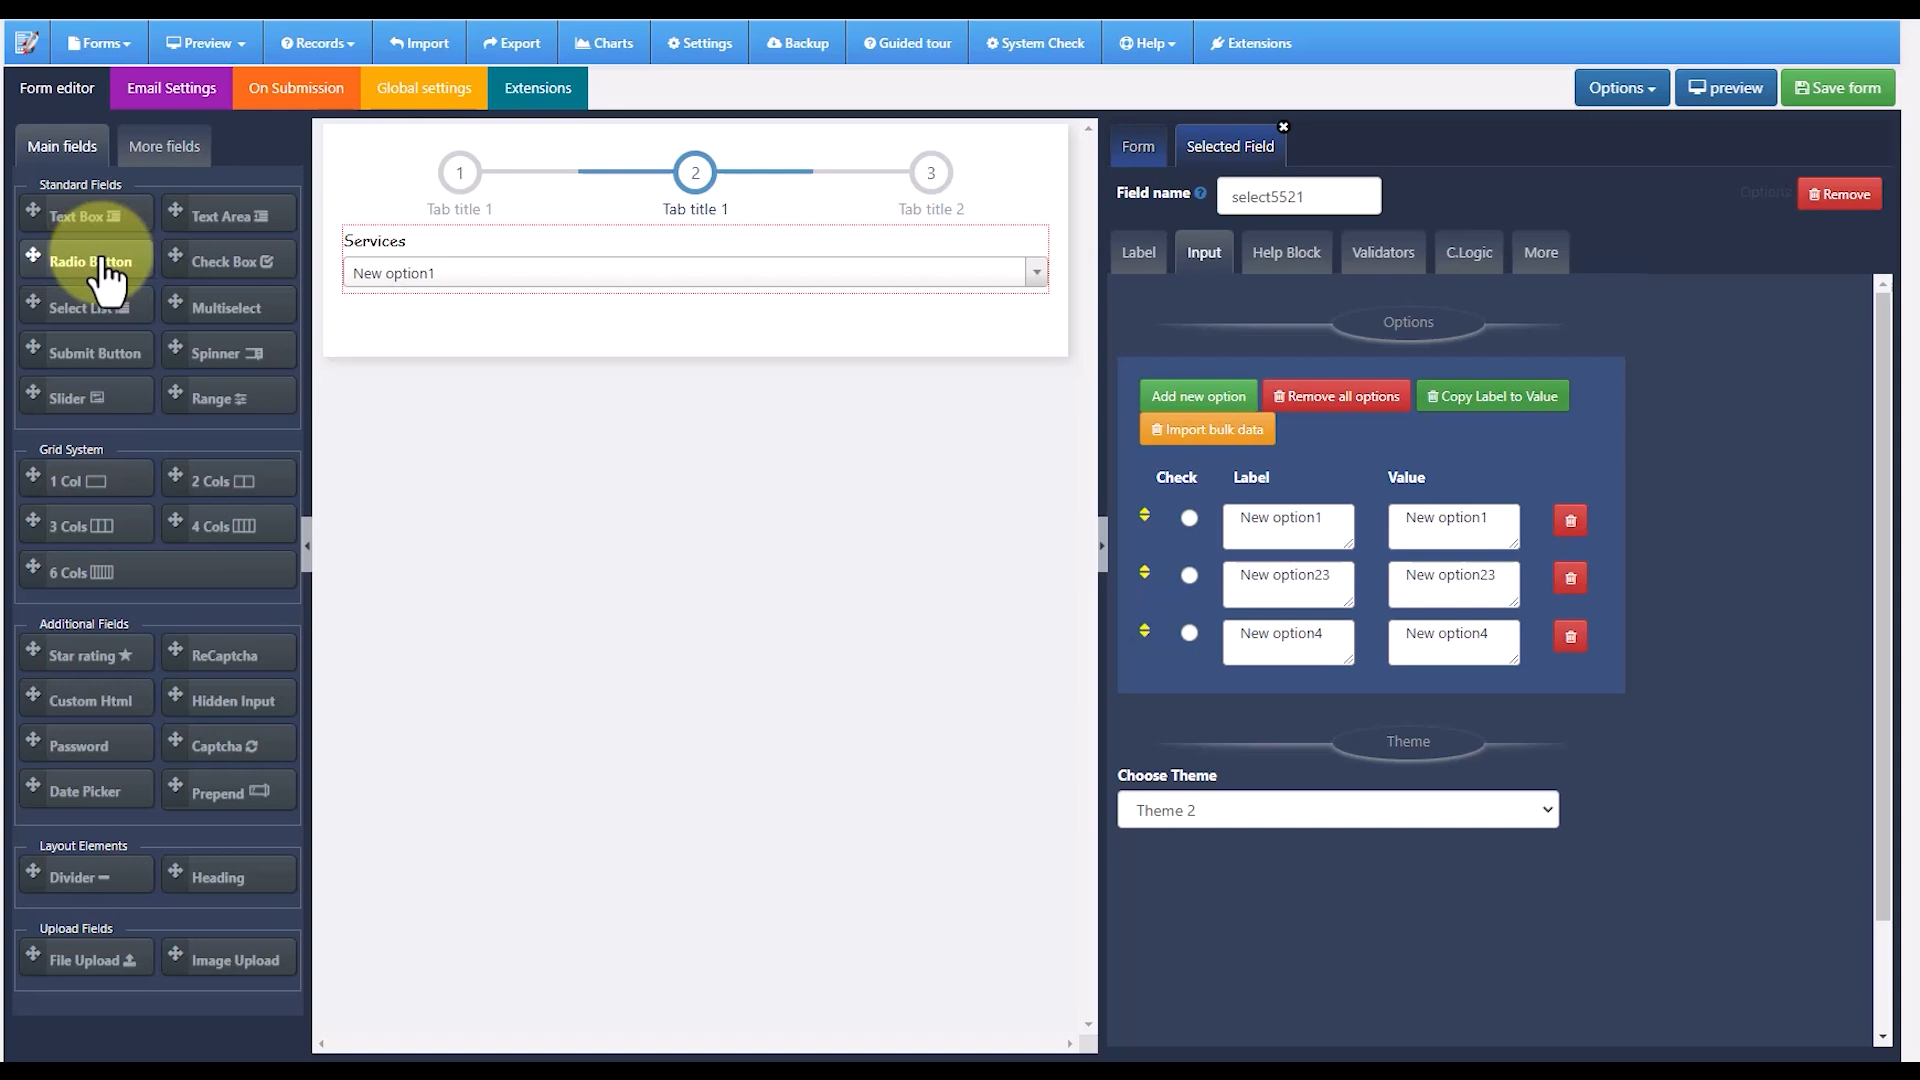 Forms Preview Records Import Export Charts Settings Backup Guided tour System Check Help Extensions
Form editor Email Settings On Submission Global settings Extensions Options preview Save form
Main fields More fields
Standard Fields
Text Box Text Area
Radio Button Check Box
Select List Multiselect
Submit Button Spinner
Slider Range
Grid System
1 Col 2 Cols
3 Cols 4 Cols
6 Cols
Additional Fields
Star rating ReCaptcha
Custom Html Hidden Input
Password Captcha
Date Picker Prepend
Layout Elements
Divider Heading
Upload Fields
File Upload Image Upload
1 2 3
Tab title 1 Tab title 1 Tab title 2
Services
New option1
Form Selected Field
Field name select5521 Options Remove
Label Input Help Block Validators C.Logic More
Options
Add new option Remove all options Copy Label to Value
Import bulk data
Check Label Value
New option1 New option1
New option23 New option23
New option4 New option4
Theme
Choose Theme
Theme 2